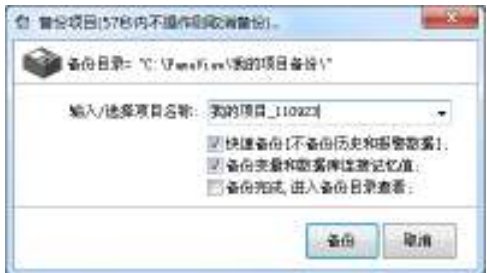 备份项目[57秒内不操作则取消备份]..
备份目录= "C:\FameView\我的项目备份\"
输入/选择项目名称: 我的项目_110923
快速备份[不备份历史和报警数据];
备份变量和数据库连接记忆值;
备份完成,进入备份目录查看;
备份 取消